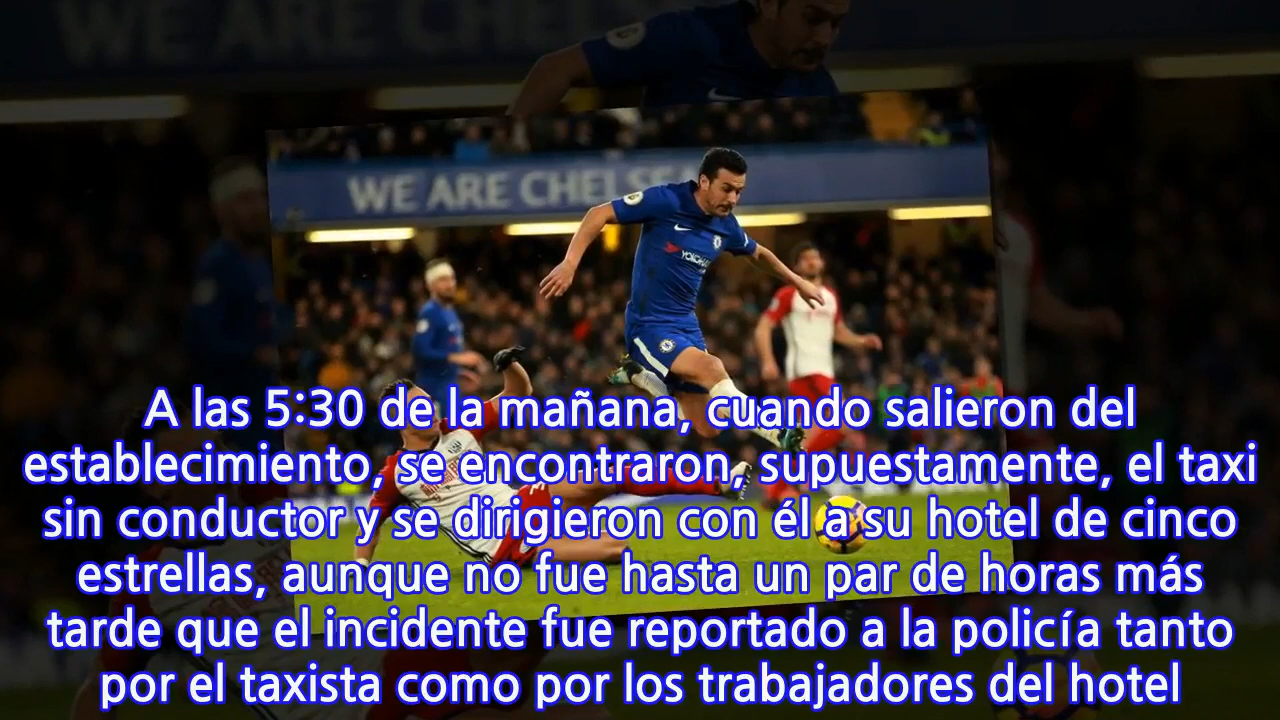 WE ARE CHELSEA
YOKOHAMA
A las 5:30 de la mañana, cuando salieron del
establecimiento, se encontraron, supuestamente, el taxi
sin conductor y se dirigieron con él a su hotel de cinco
estrellas, aunque no fue hasta un par de horas más
tarde que el incidente fue reportado a la policía tanto
por el taxista como por los trabajadores del hotel